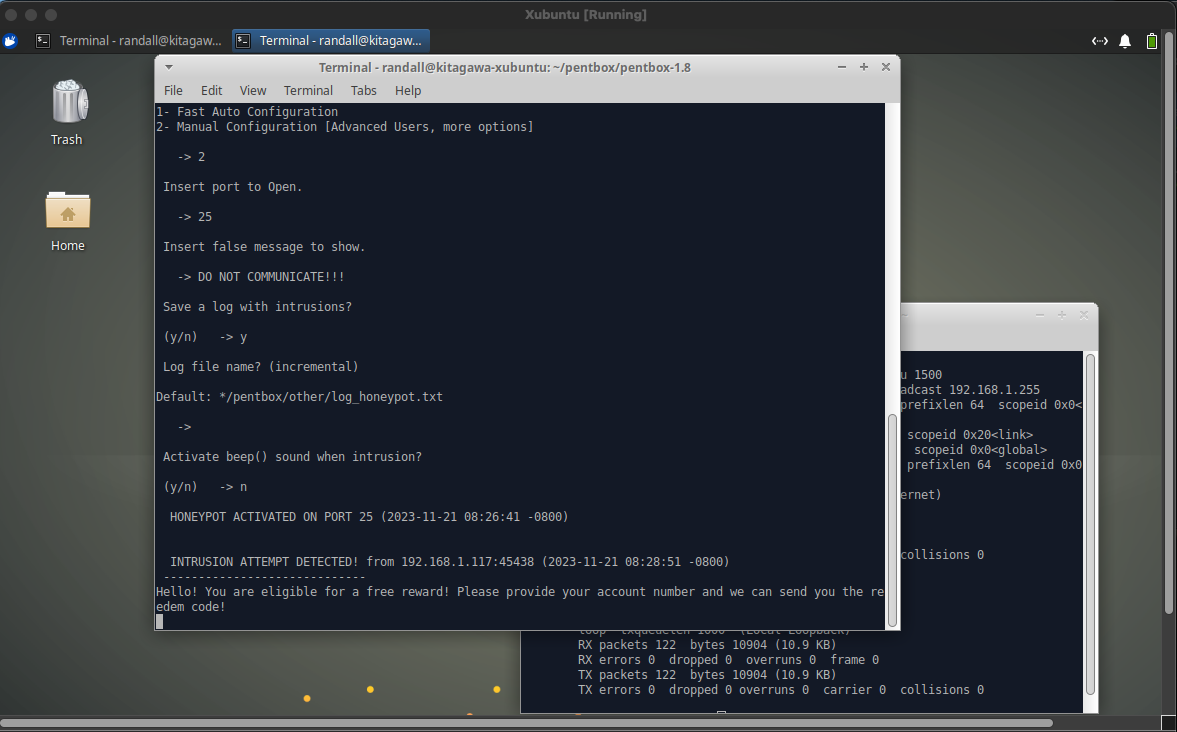 Xubuntu [Running]
Terminal - randall@kitagaw...
Terminal - randall@kitagaw...
Trash
Home
Terminal - randall@kitagawa-xubuntu: ~/pentbox/pentbox-1.8
File Edit View Terminal Tabs Help
1- Fast Auto Configuration
2- Manual Configuration [Advanced Users, more options]
-> 2
Insert port to Open.
-> 25
Insert false message to show.
-> DO NOT COMMUNICATE!!!
Save a log with intrusions?
(y/n) -> y
Log file name? (incremental)
Default: */pentbox/other/log_honeypot.txt
->
Activate beep() sound when intrusion?
(y/n) -> n
HONEYPOT ACTIVATED ON PORT 25 (2023-11-21 08:26:41 -0800)
INTRUSION ATTEMPT DETECTED! from 192.168.1.117:45438 (2023-11-21 08:28:51 -0800)
-----------------------------
Hello! You are eligible for a free reward! Please provide your account number and we can send you the re
edem code!
u 1500
adcast 192.168.1.255
prefixlen 64 scopeid 0x0<
scopeid 0x20<link>
scopeid 0x0<global>
prefixlen 64 scopeid 0x0
ernet)
collisions 0
loop txqueuelen 1000 (Local Loopback)
RX packets 122 bytes 10904 (10.9 KB)
RX errors 0 dropped 0 overruns 0 frame 0
TX packets 122 bytes 10904 (10.9 KB)
TX errors 0 dropped 0 overruns 0 carrier 0 collisions 0